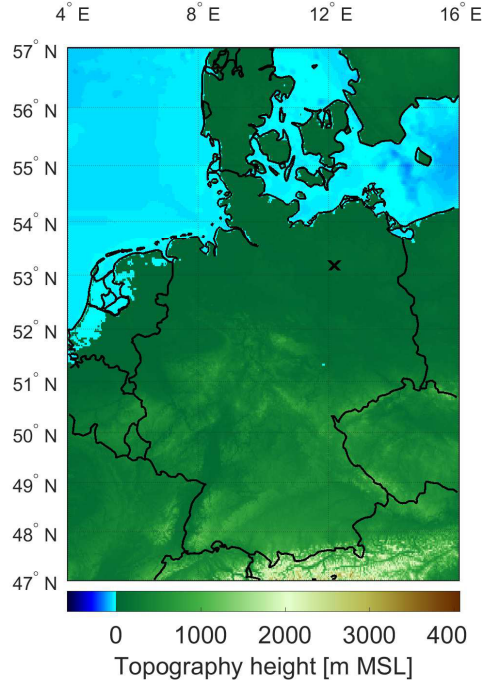 4° E 8° E 12° E 16° E
57° N
56° N
55° N
54° N
53° N
52° N
51° N
50° N
49° N
48° N
47° N
0 1000 2000 3000 400
Topography height [m MSL]